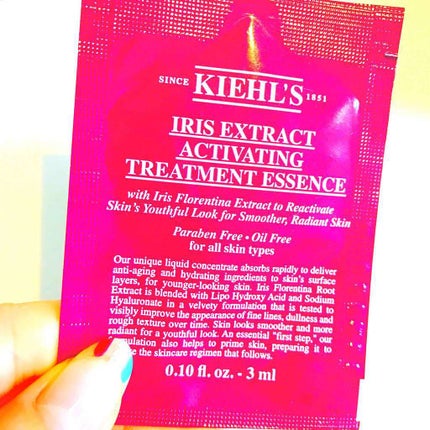 SINCE KIEHL'S 1851
IRIS EXTRACT
ACTIVATING
TREATMENT ESSENCE
with Iris Florentina Extract to Reactivate
Skin's Youthful Look for Smoother, Radiant Skin
Paraben Free • Oil Free
for all skin types
Our unique liquid concentrate absorbs rapidly to deliver
anti-aging and hydrating ingredients to skin's surface
layers, for younger-looking skin. Iris Florentina Root
Extract is blended with Lipo Hydroxy Acid and Sodium
Hyaluronate in a velvety formulation that is tested to
visibly improve the appearance of fine lines, dullness and
rough texture over time. Skin looks smoother and more
radiant for a youthful look. An essential "first step," our
formulation also helps to prime skin, preparing it to
the skincare regimen that follows.
0.10 fl. oz. - 3 ml